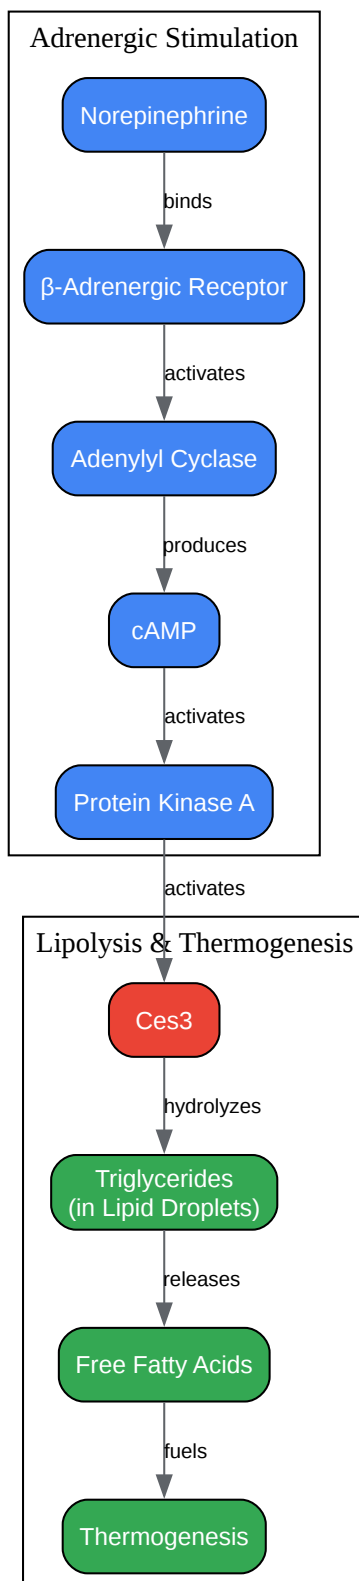 Adrenergic Stimulation
Norepinephrine
binds
β-Adrenergic Receptor
activates
Adenylyl Cyclase
produces
cAMP
activates
Protein Kinase A
activates
Lipolysis & Thermogenesis
Ces3
hydrolyzes
Triglycerides
(in Lipid Droplets)
releases
Free Fatty Acids
fuels
Thermogenesis